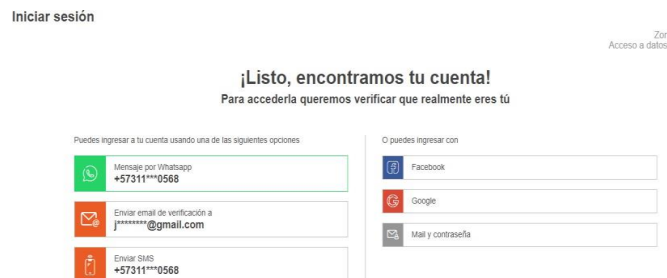 Iniciar sesión
Acceso a datos
¡Listo, encontramos tu cuenta!
Para accederla queremos verificar que realmente eres tú
Puedes ingresar a tu cuenta usando una de las siguientes opciones
Mensaje por Whatsapp
+57311***0568
Enviar email de verificación a
j********@gmail.com
Enviar SMS
+57311***0568
O puedes ingresar con
Facebook
Google
Mail y contraseña